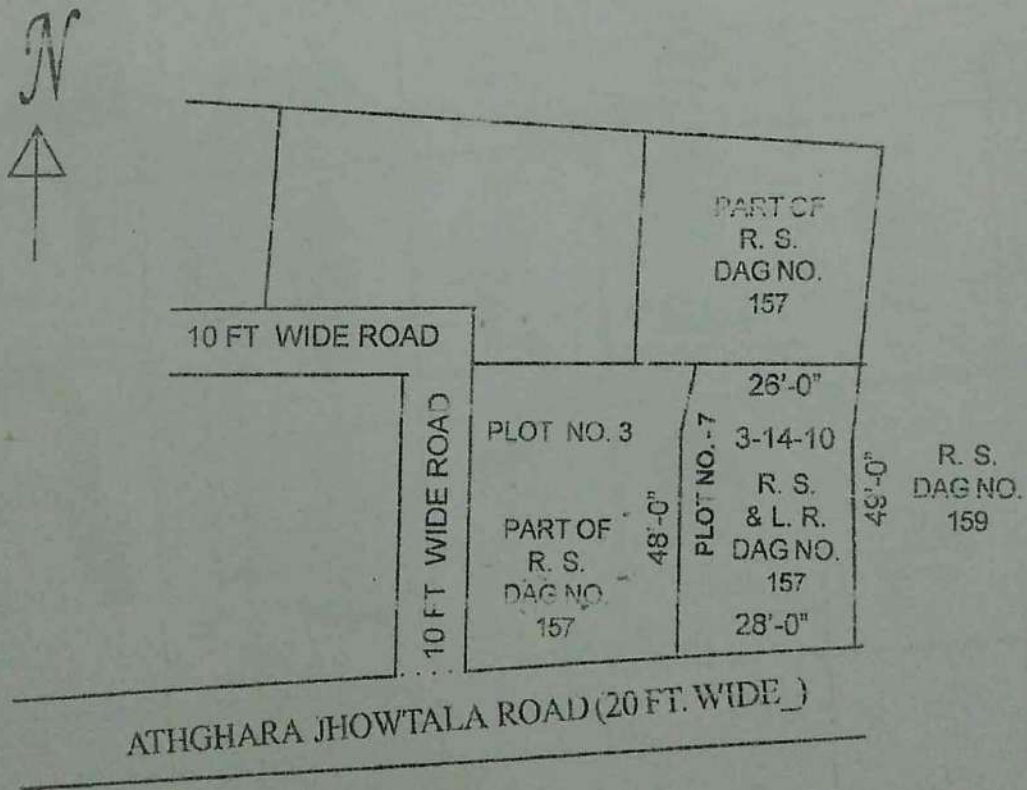 N
PART OF
R. S.
DAG NO.
157
10 FT WIDE ROAD
10 FT WIDE ROAD
PLOT NO. 3
PART OF
R. S.
DAG NO.
157
48'-0"
PLOT NO. - 7
26'-0"
3-14-10
R. S.
& L. R.
DAG NO.
157
28'-0"
49'-0"
R. S.
DAG NO.
159
ATHGHARA JHOWTALA ROAD (20 FT. WIDE_)